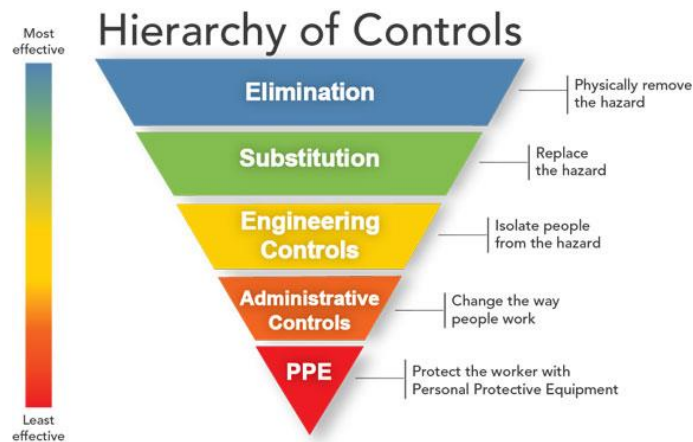 Hierarchy of Controls
Most
effective
Elimination
Physically remove
the hazard
Substitution
Replace
the hazard
Engineering
Controls
Isolate people
from the hazard
Administrative
Controls
Change the way
people work
PPE
Protect the worker with
Personal Protective Equipment
Least
effective